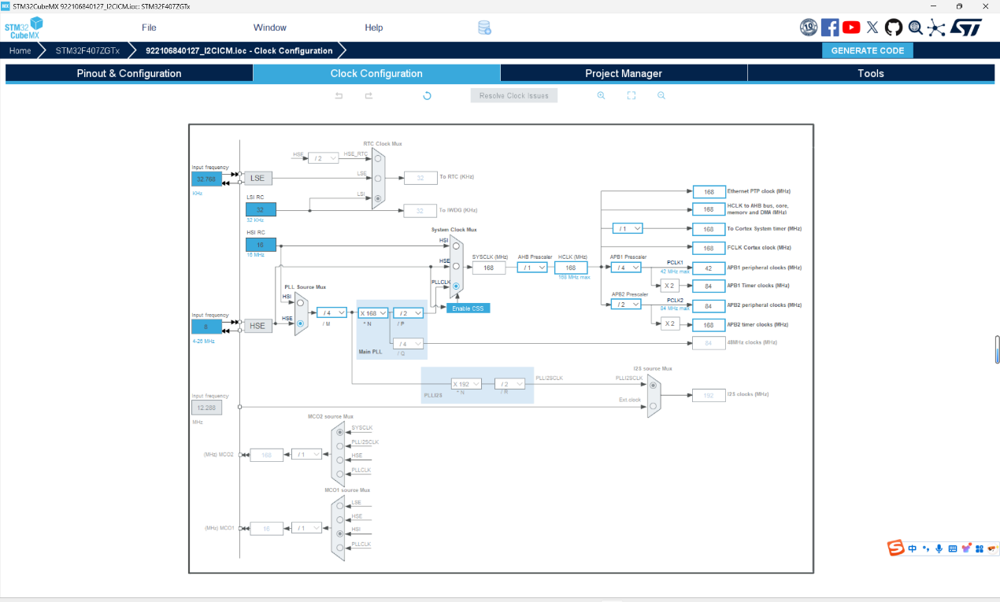 STM32CubeMX 922106840127_I2CICM.ioc: STM32F407ZGTx
STM32 CubeMX
File Window Help
10
Home STM32F407ZGTx 922106840127_I2CICM.ioc - Clock Configuration GENERATE CODE
Pinout & Configuration Clock Configuration Project Manager Tools
Resolve Clock Issues
RTC Clock Mux
HSE / 2 HSE_RTC
Input frequency
32.768
KHz
LSE
LSE
32 To RTC (KHz)
LSI RC
LSI
32
32 KHz
32 To IWDG (KHz)
HSI RC
16
16 MHz
System Clock Mux
HSI
HSE
PLLCLK
SYSCLK (MHz)
168
AHB Prescaler
/ 1
HCLK (MHz)
168
168 MHz max
Enable CSS
168 Ethernet PTP clock (MHz)
168 HCLK to AHB bus, core,
memory and DMA (MHz)
/ 1 168 To Cortex System timer (MHz)
168 FCLK Cortex clock (MHz)
APB1 Prescaler
/ 4
PCLK1
42 MHz max
42 APB1 peripheral clocks (MHz)
X 2 84 APB1 Timer clocks (MHz)
APB2 Prescaler
/ 2
PCLK2
84 MHz max
84 APB2 peripheral clocks (MHz)
X 2 168 APB2 timer clocks (MHz)
84 48MHz clocks (MHz)
PLL Source Mux
HSI
HSE
Input frequency
8
4-26 MHz
HSE
/ 4
/ M
X 168
* N
/ 2
/ P
/ 4
/ Q
Main PLL
X 192
* N
/ 2
/ R
PLLI2S
PLLI2SCLK
I2S source Mux
PLLI2SCLK
Ext.clock
192 I2S clocks (MHz)
Input frequency
12.288
MHz
MCO2 source Mux
SYSCLK
PLLI2SCLK
HSE
PLLCLK
(MHz) MCO2 168 / 1
MCO1 source Mux
LSE
HSE
HSI
PLLCLK
(MHz) MCO1 16 / 1
中